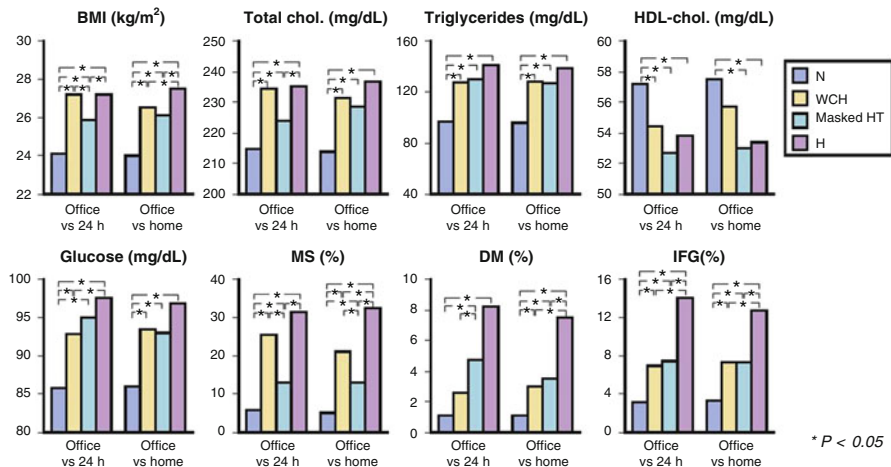 BMI (kg/m²) Total chol. (mg/dL) Triglycerides (mg/dL) HDL-chol. (mg/dL)
30
28
26
24
22
* * * * * * * * * *
Office vs 24 h
Office vs home
250
240
230
220
210
200
* * * * * * *
Office vs 24 h
Office vs home
160
120
80
40
* * * * * *
Office vs 24 h
Office vs home
60
58
56
54
52
50
* * * * *
Office vs 24 h
Office vs home
N
WCH
Masked HT
H
Glucose (mg/dL) MS (%) DM (%) IFG(%)
100
95
90
85
80
* * * * * * *
Office vs 24 h
Office vs home
40
30
20
10
0
* * * * * * * * * *
Office vs 24 h
Office vs home
10
8
6
4
2
0
* * * * * * *
Office vs 24 h
Office vs home
16
12
8
4
0
* * * * * * * * * *
Office vs 24 h
Office vs home
* P < 0.05